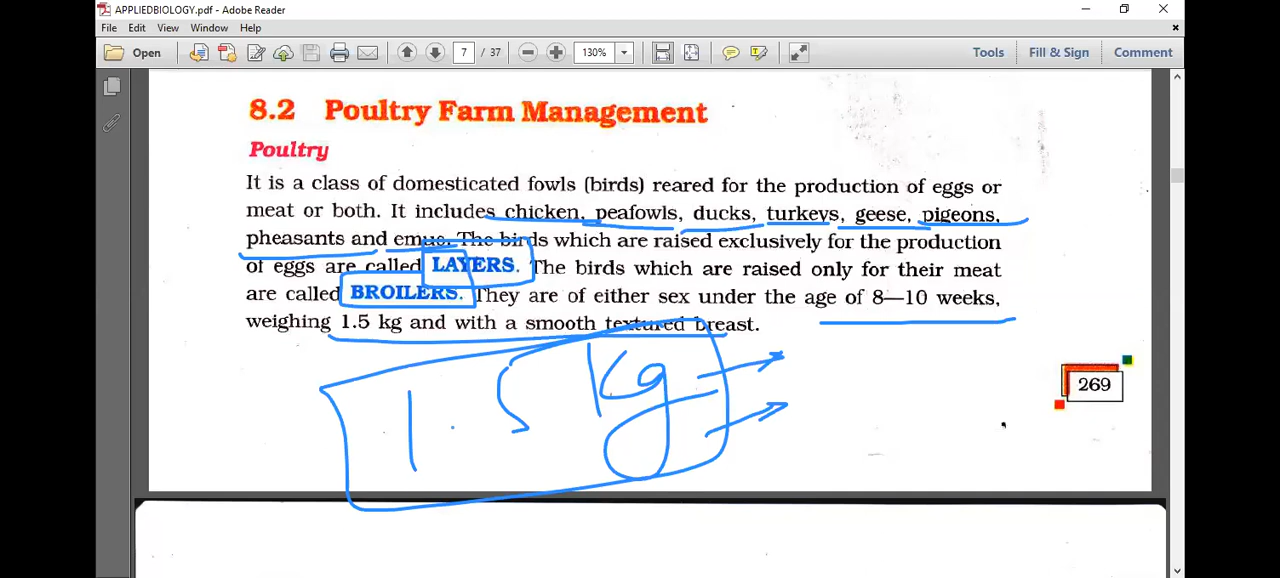 APPLIEDBIOLOGY.pdf - Adobe Reader
File Edit View Window Help
Open 7 / 37 130% Tools Fill & Sign Comment
8.2 Poultry Farm Management
Poultry
It is a class of domesticated fowls (birds) reared for the production of eggs or
meat or both. It includes chicken, peafowls, ducks, turkeys, geese, pigeons,
pheasants and emus. The birds which are raised exclusively for the production
of eggs are called LAYERS. The birds which are raised only for their meat
are called BROILERS. They are of either sex under the age of 8—10 weeks,
weighing 1.5 kg and with a smooth textured breast.
1.5 kg
269